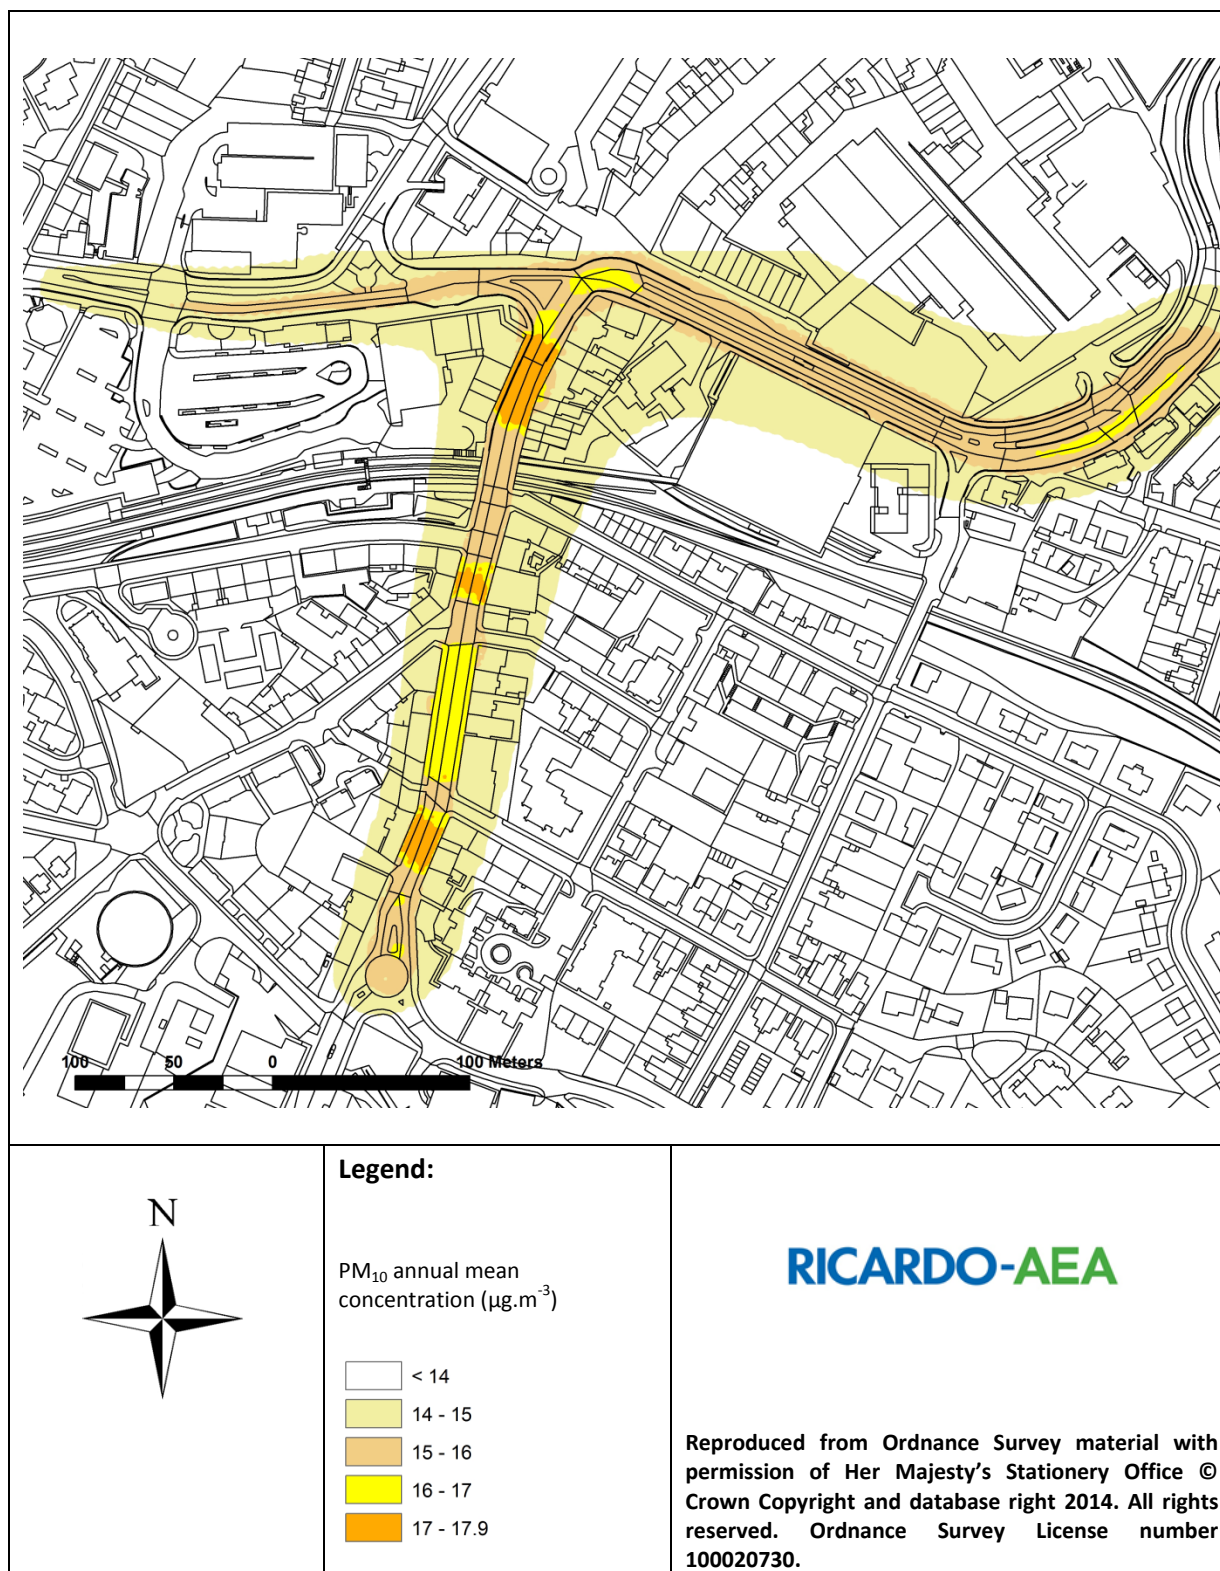 100 50 0 100 Meters
N
Legend:
PM₁₀ annual mean
concentration (µg.m⁻³)
< 14
14 - 15
15 - 16
16 - 17
17 - 17.9
RICARDO-AEA
Reproduced from Ordnance Survey material with
permission of Her Majesty’s Stationery Office ©
Crown Copyright and database right 2014. All rights
reserved. Ordnance Survey License number
100020730.